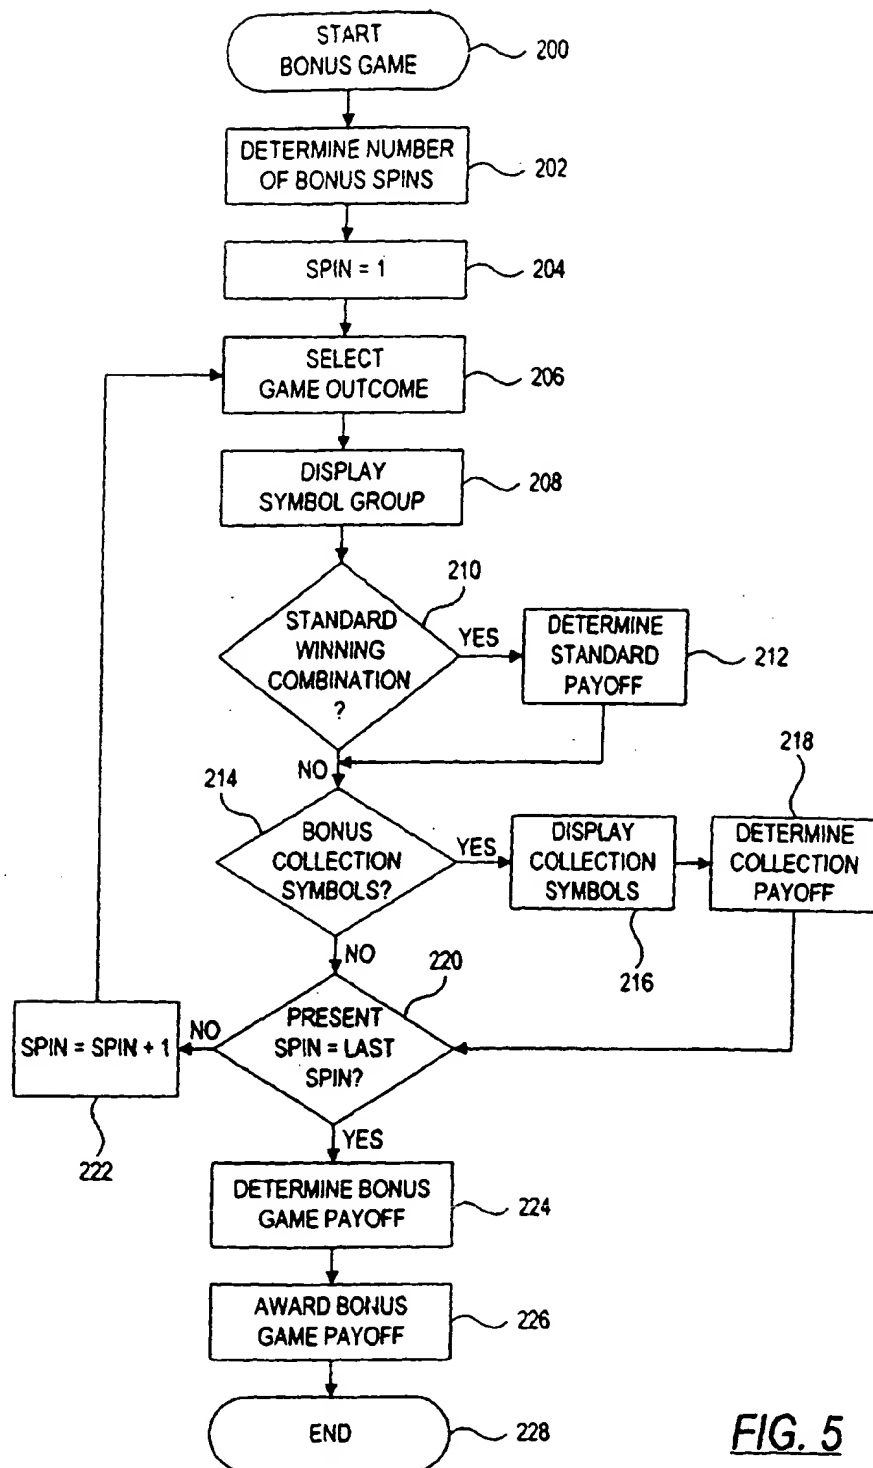 START
BONUS GAME
200
DETERMINE NUMBER
OF BONUS SPINS
202
SPIN = 1
204
SELECT
GAME OUTCOME
206
DISPLAY
SYMBOL GROUP
208
210
STANDARD
WINNING
COMBINATION
?
YES
DETERMINE
STANDARD
PAYOFF
212
NO
214
BONUS
COLLECTION
SYMBOLS?
YES
DISPLAY
COLLECTION
SYMBOLS
216
218
DETERMINE
COLLECTION
PAYOFF
NO
220
PRESENT
SPIN = LAST
SPIN?
NO
SPIN = SPIN + 1
222
YES
DETERMINE BONUS
GAME PAYOFF
224
AWARD BONUS
GAME PAYOFF
226
END
228
FIG. 5